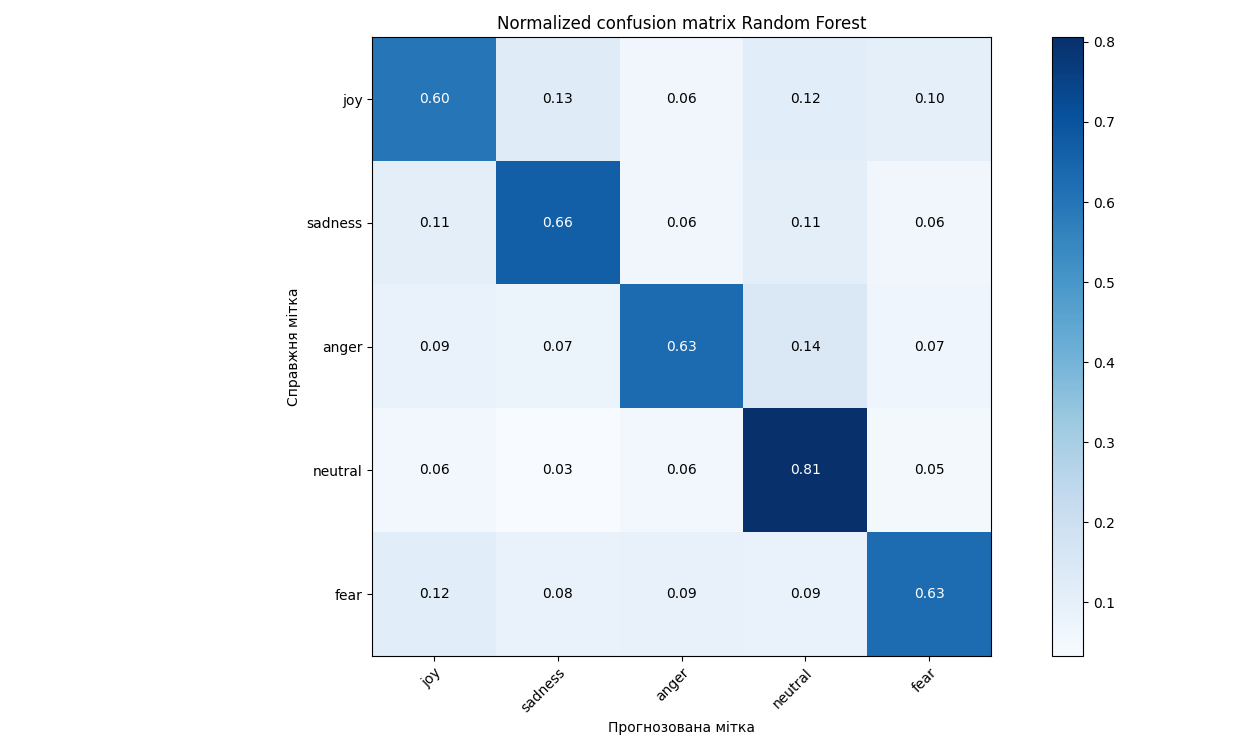 Normalized confusion matrix Random Forest
joy 0.60 0.13 0.06 0.12 0.10
sadness 0.11 0.66 0.06 0.11 0.06
anger 0.09 0.07 0.63 0.14 0.07
neutral 0.06 0.03 0.06 0.81 0.05
fear 0.12 0.08 0.09 0.09 0.63
joy sadness anger neutral fear
Справжня мітка
Прогнозована мітка
0.8
0.7
0.6
0.5
0.4
0.3
0.2
0.1